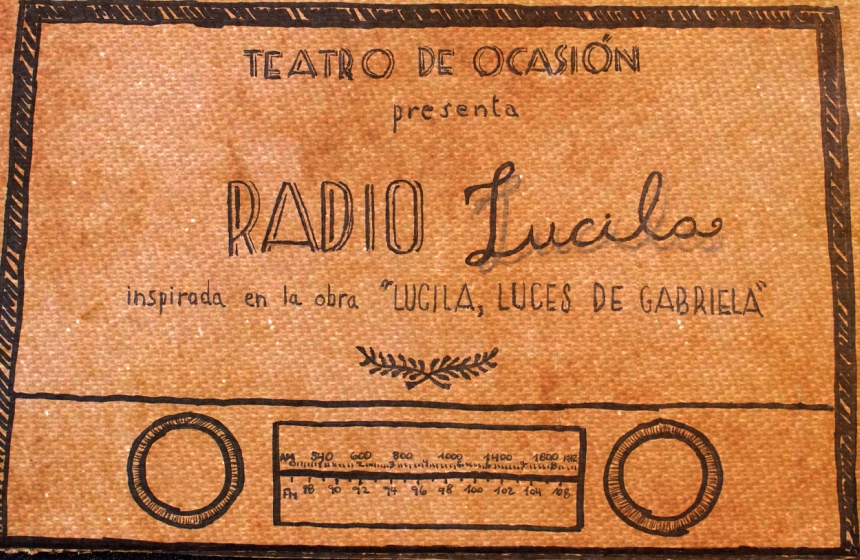 TEATRO DE OCASIÓN
presenta
RADIO Lucila
inspirada en la obra "LUCILA, LUCES DE GABRIELA"
AM 540 600 800 1000 1400 1800 KHZ
FM 88 90 92 94 96 98 100 102 104 108